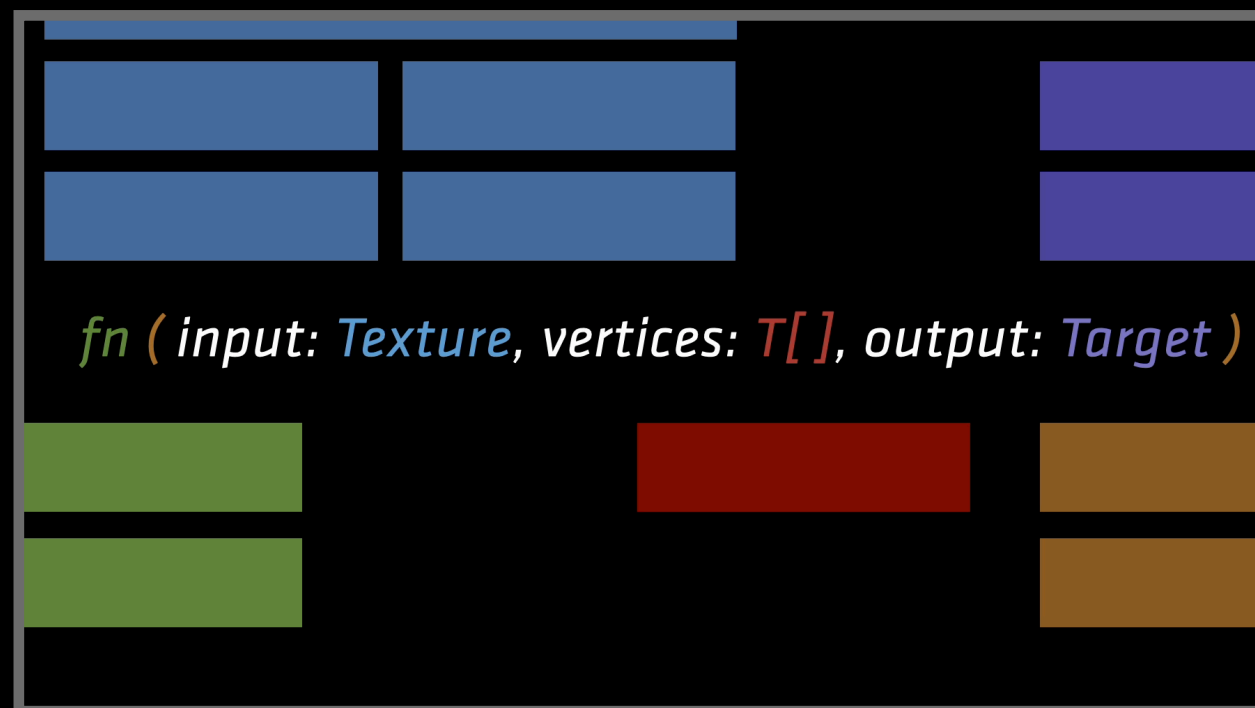 fn ( input: Texture, vertices: T[ ], output: Target )